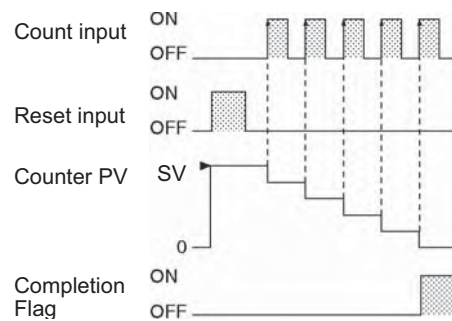 Count input
ON
OFF
Reset input
ON
OFF
Counter PV
SV
0
Completion
Flag
ON
OFF